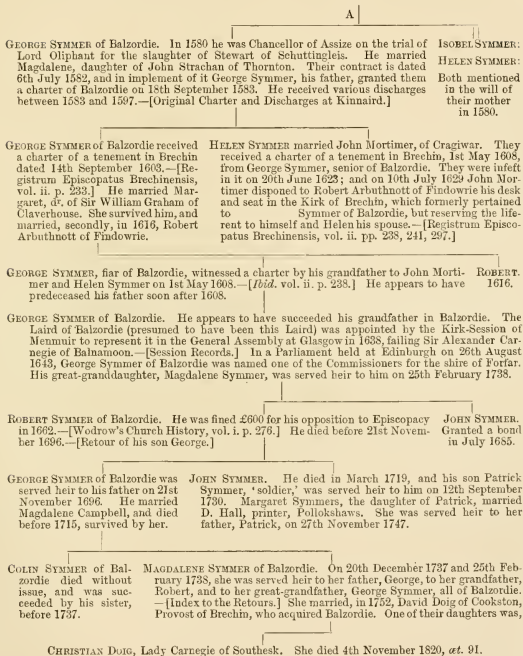 A
GEORGE SYMMER of Balzordie. In 1580 he was Chancellor of Assize on the trial of
Lord Oliphant for the slaughter of Stewart of Schuttingleis. He married
Magdalene, daughter of John Strachan of Thornton. Their contract is dated
6th July 1582, and in implement of it George Symmer, his father, granted them
a charter of Balzordie on 18th September 1583. He received various discharges
between 1583 and 1597.—[Original Charter and Discharges at Kinnaird.]
ISOBEL SYMMER:
HELEN SYMMER:
Both mentioned
in the will of
their mother
in 1580.
GEORGE SYMMER of Balzordie received
a charter of a tenement in Brechin
dated 14th September 1603.—[Re-
gistrum Episcopatus Brechinensis,
vol. ii. p. 233.] He married Mar-
garet, dr. of Sir William Graham of
Claverhouse. She survived him, and
married, secondly, in 1616, Robert
Arbuthnott of Findowrie.
HELEN SYMMER married John Mortimer, of Cragiwar. They
received a charter of a tenement in Brechin, 1st May 1608,
from George Symmer, senior of Balzordie. They were infeft
in it on 20th June 1623; and on 10th July 1629 John Mor-
timer disponed to Robert Arbuthnott of Findowrie his desk
and seat in the Kirk of Brechin, which formerly pertained
to Symmer of Balzordie, but reserving the life-
rent to himself and Helen his spouse.—[Registrum Episco-
patus Brechinensis, vol. ii. pp. 238, 241, 297.]
GEORGE SYMMER, fiar of Balzordie, witnessed a charter by his grandfather to John Morti-
mer and Helen Symmer on 1st May 1608.—[Ibid. vol. ii. p. 238.] He appears to have
predeceased his father soon after 1608.
ROBERT.
1616.
GEORGE SYMMER of Balzordie. He appears to have succeeded his grandfather in Balzordie. The
Laird of Balzordie (presumed to have been this Laird) was appointed by the Kirk-Session of
Menmuir to represent it in the General Assembly at Glasgow in 1638, failing Sir Alexander Car-
negie of Balnamoon.—[Session Records.] In a Parliament held at Edinburgh on 26th August
1643, George Symmer of Balzordie was named one of the Commissioners for the shire of Forfar.
His great-granddaughter, Magdalene Symmer, was served heir to him on 25th February 1738.
ROBERT SYMMER of Balzordie. He was fined £600 for his opposition to Episcopacy
in 1662.—[Wodrow's Church History, vol. i. p. 276.] He died before 21st Novem-
ber 1696.—[Retour of his son George.]
JOHN SYMMER.
Granted a bond
in July 1685.
GEORGE SYMMER of Balzordie was
served heir to his father on 21st
November 1696. He married
Magdalene Campbell, and died
before 1715, survived by her.
JOHN SYMMER. He died in March 1719, and his son Patrick
Symmer, 'soldier,' was served heir to him on 12th September
1730. Margaret Symmers, the daughter of Patrick, married
D. Hall, printer, Pollokshaws. She was served heir to her
father, Patrick, on 27th November 1747.
COLIN SYMMER of Bal-
zordie died without
issue, and was suc-
ceeded by his sister,
before 1737.
MAGDALENE SYMMER of Balzordie. On 20th December 1737 and 25th Feb-
ruary 1738, she was served heir to her father, George, to her grandfather,
Robert, and to her great-grandfather, George Symmer, all of Balzordie.
—[Index to the Retours.] She married, in 1752, David Doig of Cookston,
Provost of Brechin, who acquired Balzordie. One of their daughters was,
CHRISTIAN DOIG, Lady Carnegie of Southesk. She died 4th November 1820, æt. 91.